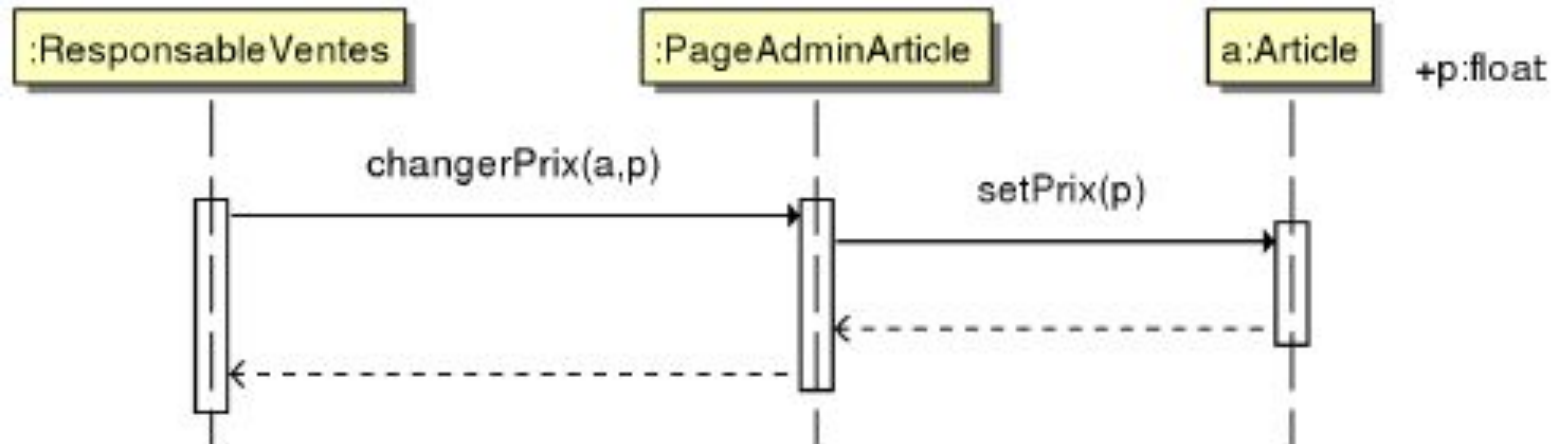 :ResponsableVentes
:PageAdminArticle
a:Article
+p:float
changerPrix(a,p)
setPrix(p)